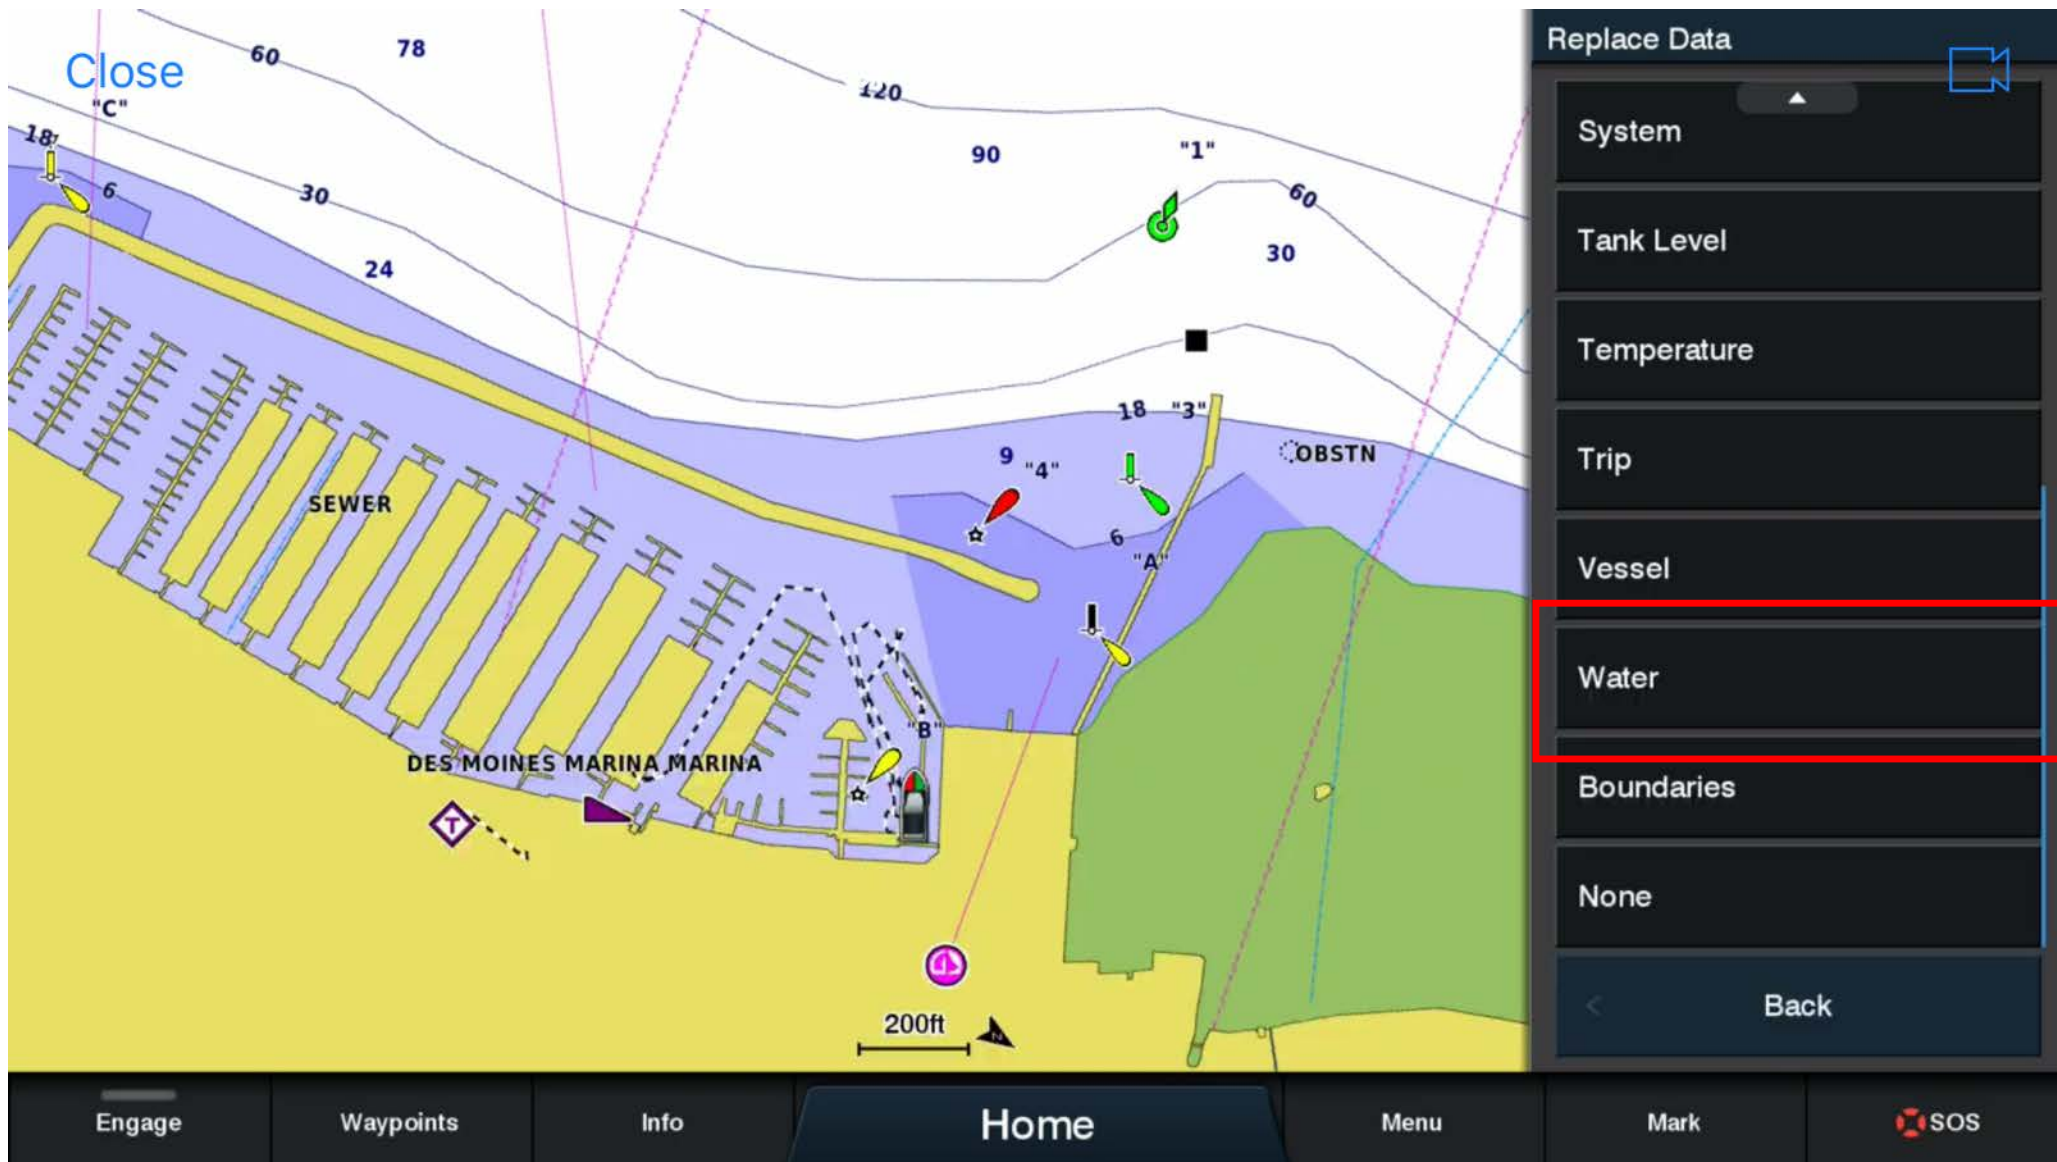 Close
Replace Data
System
Tank Level
Temperature
Trip
Vessel
Water
Boundaries
None
< Back
60
78
120
"C"
18
90
"1"
6
30
60
30
24
18
"3"
9
"4"
OBSTN
SEWER
6
"A"
"B"
DES MOINES MARINA MARINA
T
200ft
N
Engage
Waypoints
Info
Home
Menu
Mark
SOS